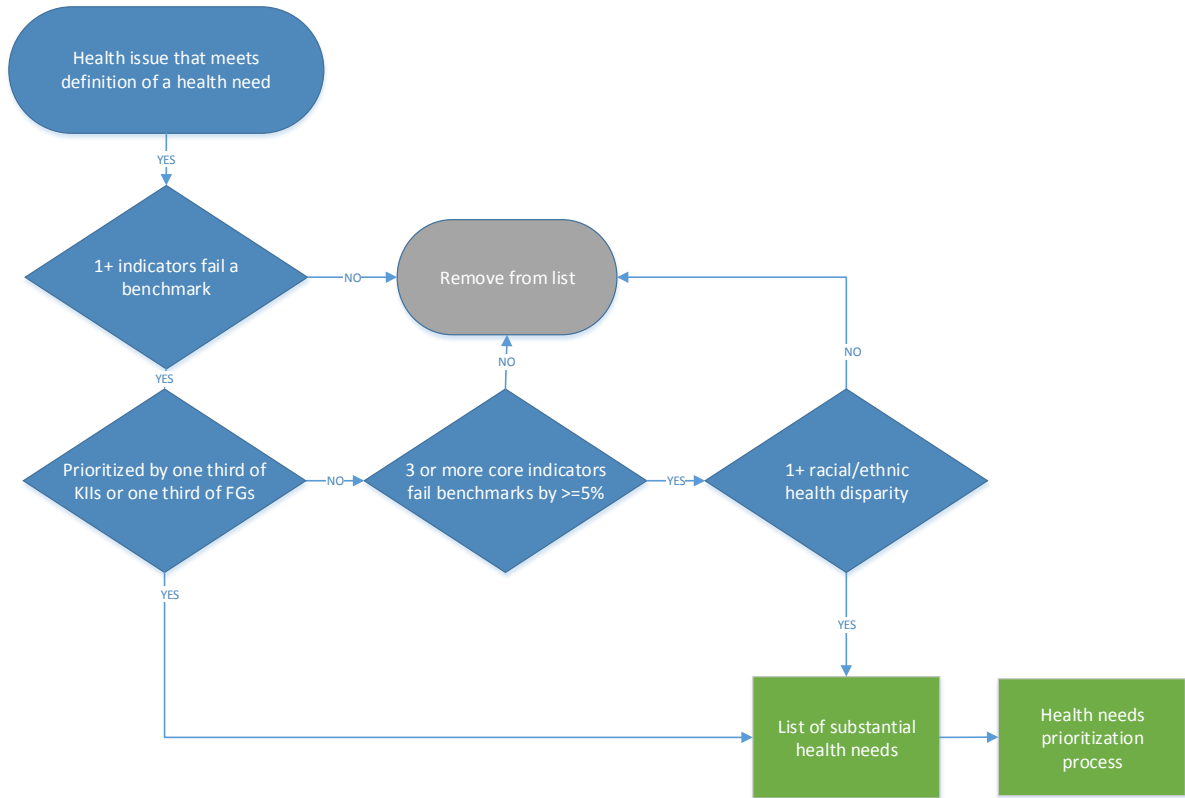 Health issue that meets
definition of a health need
YES
1+ indicators fail a
benchmark
NO
Remove from list
YES
NO
NO
Prioritized by one third of
KIIs or one third of FGs
NO
3 or more core indicators
fail benchmarks by >=5%
YES
1+ racial/ethnic
health disparity
YES
YES
List of substantial
health needs
Health needs
prioritization
process